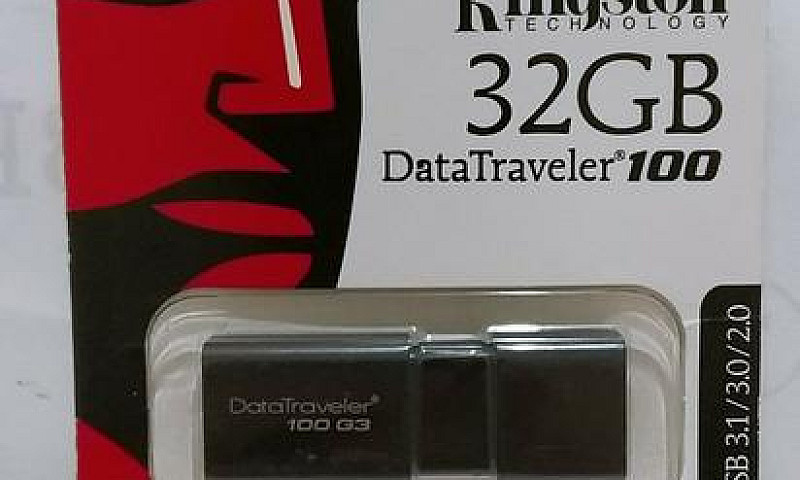 Kingston
TECHNOLOGY
32GB
DataTraveler® 100
DataTraveler®
100 G3
SB 3.1 / 3.0 / 2.0